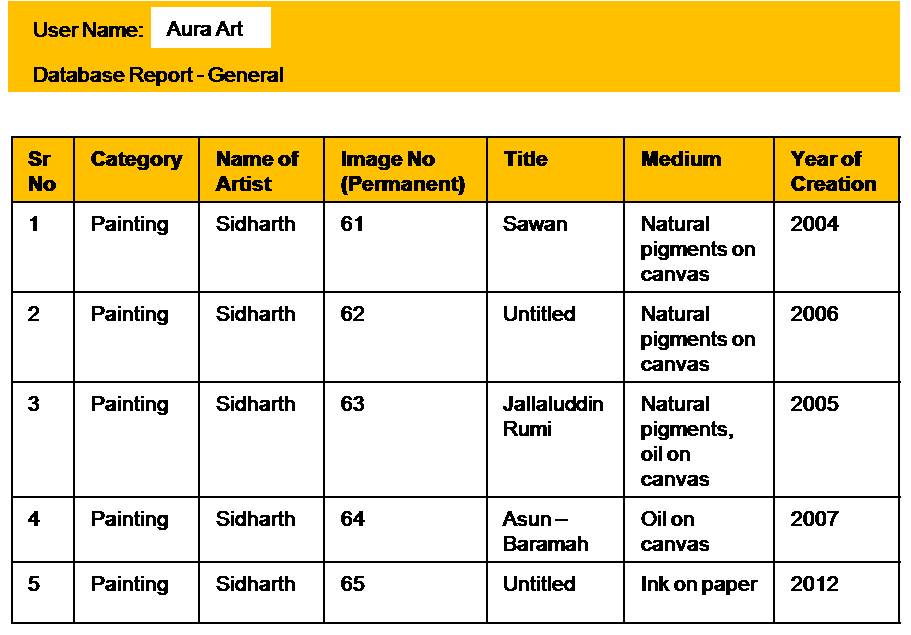 User Name: Aura Art
Database Report - General
Sr No Category Name of Artist Image No (Permanent) Title Medium Year of Creation
1 Painting Sidharth 61 Sawan Natural pigments on canvas 2004
2 Painting Sidharth 62 Untitled Natural pigments on canvas 2006
3 Painting Sidharth 63 Jallaluddin Rumi Natural pigments, oil on canvas 2005
4 Painting Sidharth 64 Asun – Baramah Oil on canvas 2007
5 Painting Sidharth 65 Untitled Ink on paper 2012